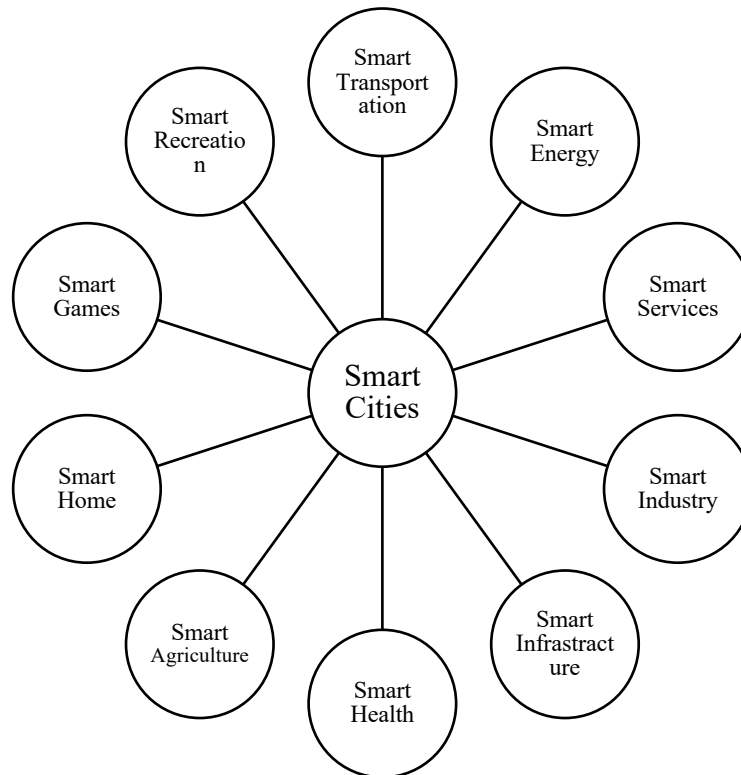 Smart
Transport
ation
Smart
Energy
Smart
Services
Smart
Industry
Smart
Infrastract
ure
Smart
Health
Smart
Agriculture
Smart
Home
Smart
Games
Smart
Recreatio
n
Smart
Cities